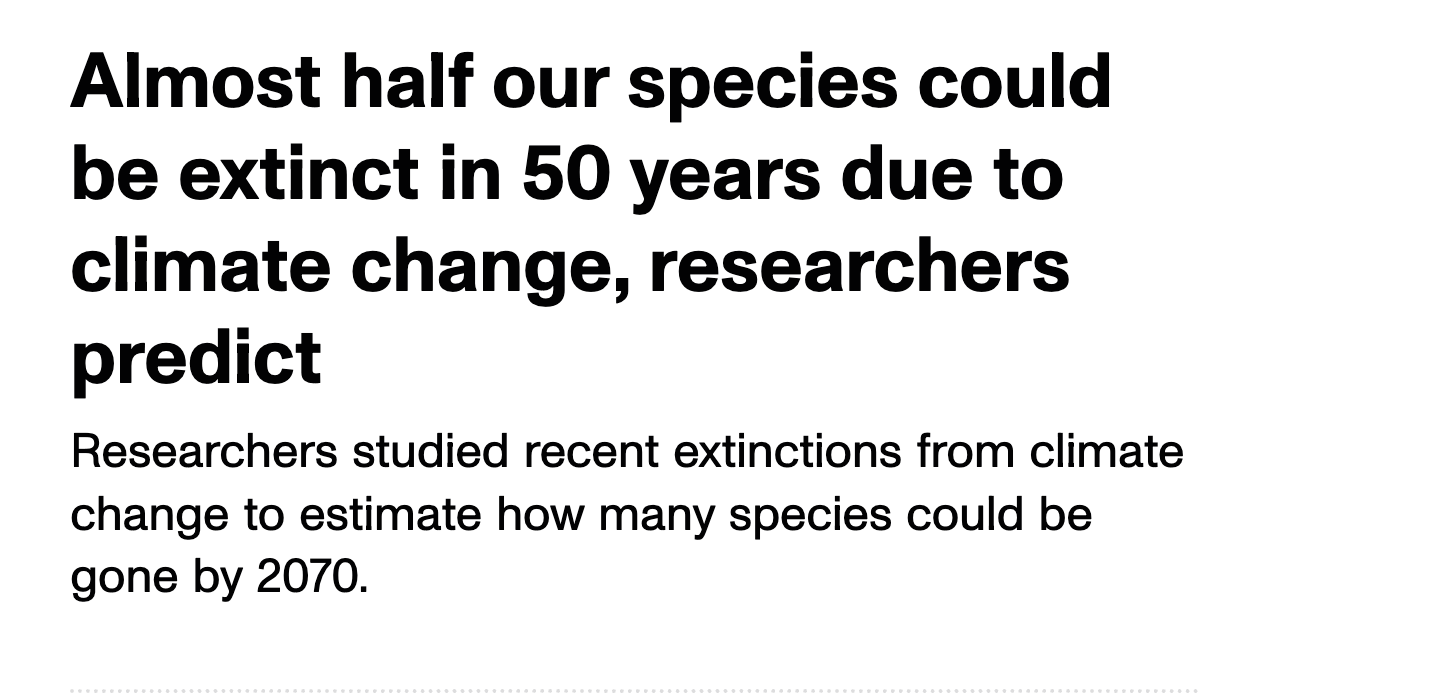 Almost half our species could
be extinct in 50 years due to
climate change, researchers
predict
Researchers studied recent extinctions from climate
change to estimate how many species could be
gone by 2070.